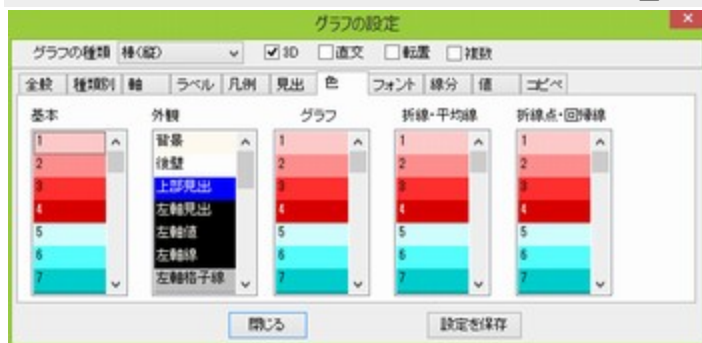 グラフの設定
グラフの種類 棒(縦) 3D 直交 転置 複数
全般 種類別 軸 ラベル 凡例 見出 色 フォント 線分 値 コピペ
基本 外観 グラフ 折線・平均線 折線点・回帰線
1 背景 1 1 1
2 後壁 2 2 2
3 上部見出 3 3 3
4 左軸見出 4 4 4
5 左軸値 5 5 5
6 左軸線 6 6 6
7 左軸格子線 7 7 7
閉じる 設定を保存